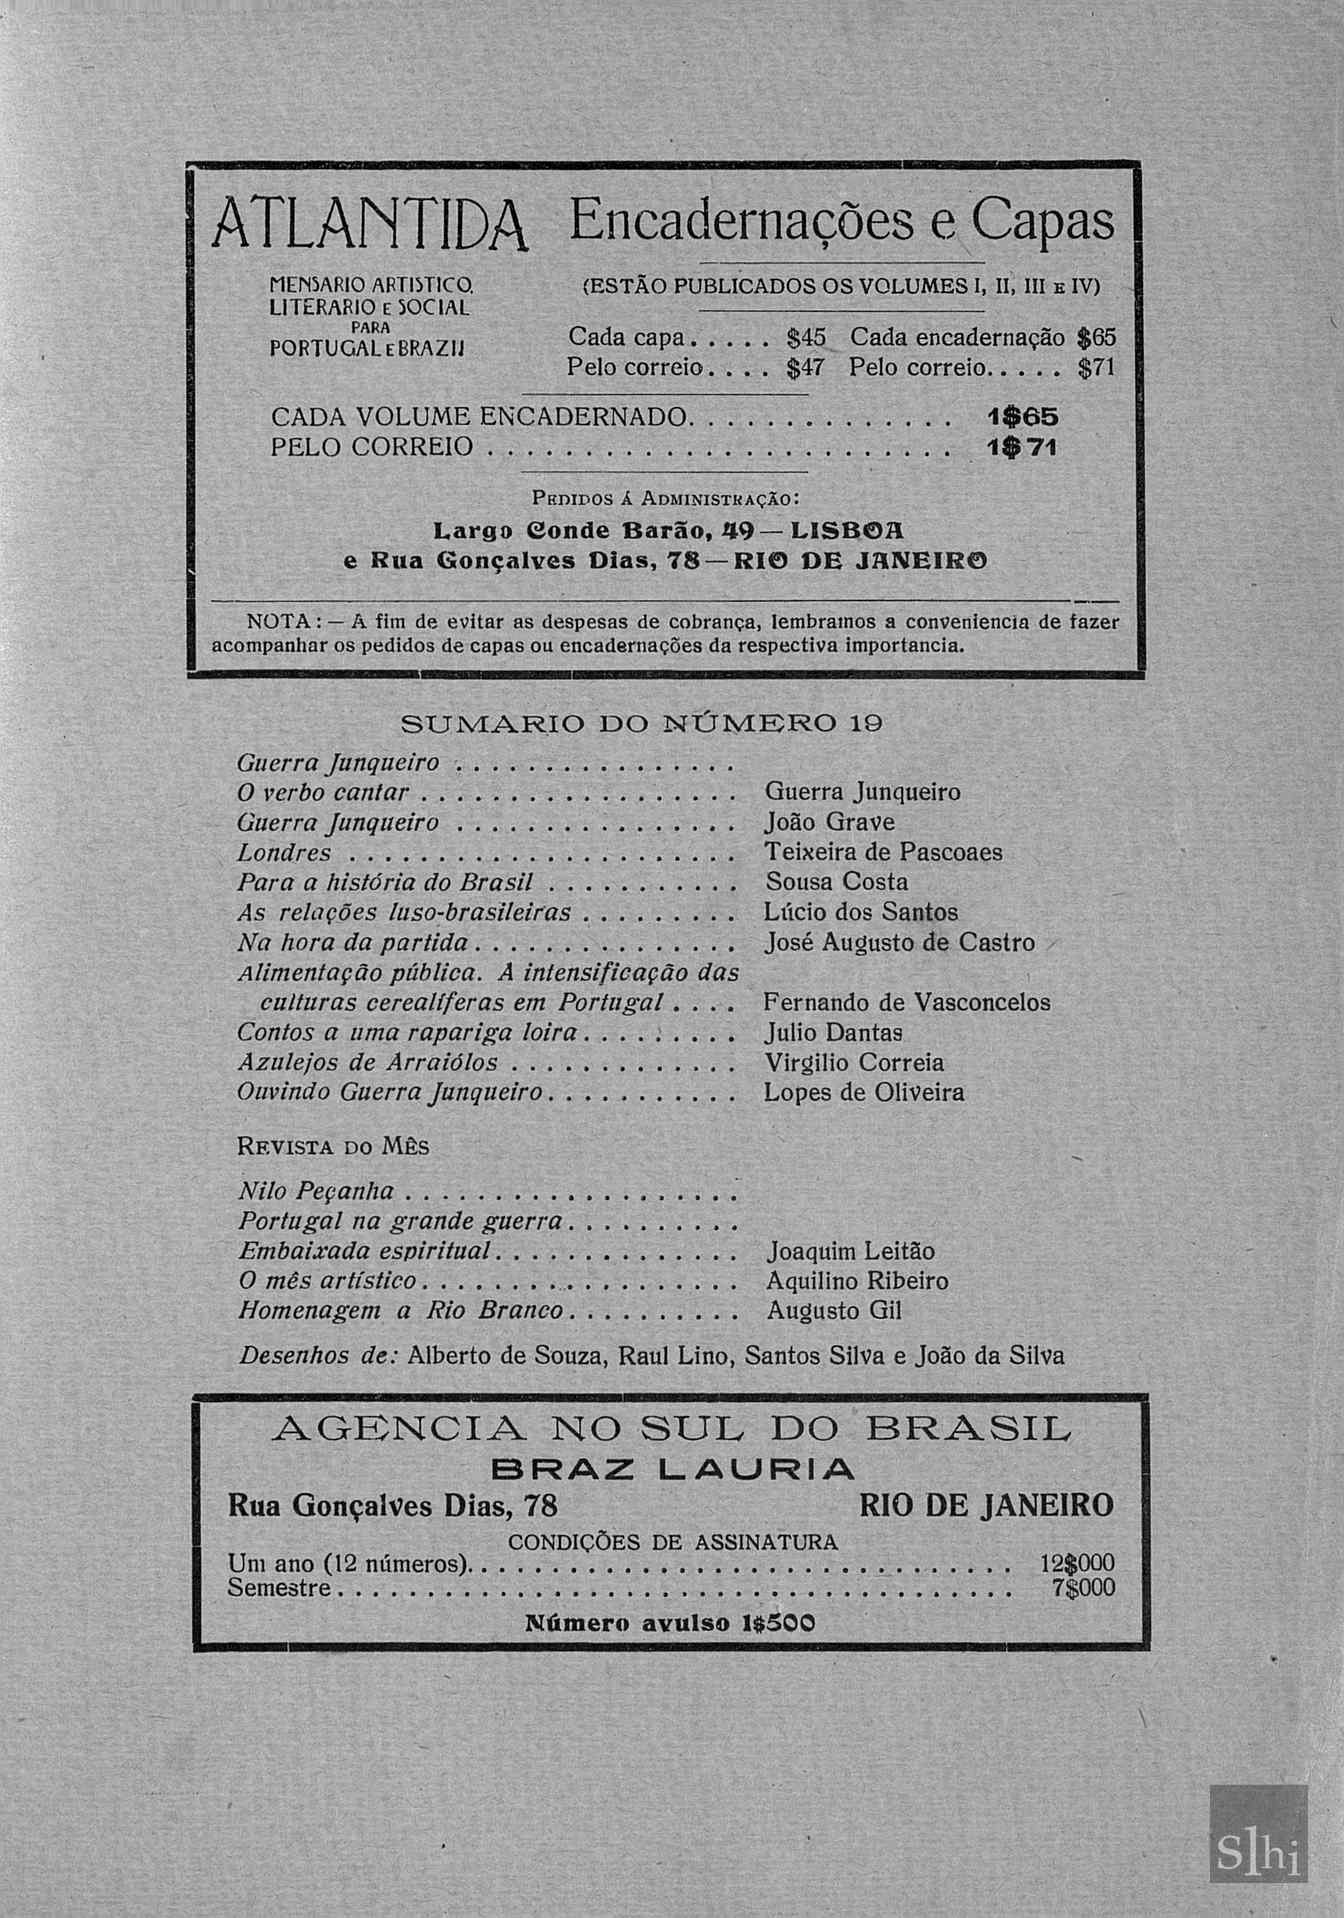 ATLANTIDA
MENSARIO ARTISTICO,
LITERARIO E SOCIAL
PARA
PORTUGAL E BRAZIL
Encadernações e Capas
(ESTÃO PUBLICADOS OS VOLUMES I, II, III E IV)
Cada capa. . . . . . $45 Cada encadernação $65
Pelo correio. . . . $47 Pelo correio. . . . . $71
CADA VOLUME ENCADERNADO. . . . . . . . . . . . . . 1$65
PELO CORREIO . . . . . . . . . . . . . . . . . . . . . . . . 1$71
PEDIDOS Á ADMINISTRAÇÃO:
Largo Conde Barão, 49 — LISBOA
e Rua Gonçalves Dias, 78 — RIO DE JANEIRO
NOTA: — A fim de evitar as despesas de cobrança, lembramos a conveniencia de fazer
acompanhar os pedidos de capas ou encadernações da respectiva importancia.
SUMARIO DO NÚMERO 19
Guerra Junqueiro . . . . . . . . . . . . . . . .
O verbo cantar . . . . . . . . . . . . . . . . . . Guerra Junqueiro
Guerra Junqueiro . . . . . . . . . . . . . . . . João Grave
Londres . . . . . . . . . . . . . . . . . . . . . . Teixeira de Pascoaes
Para a história do Brasil . . . . . . . . . . . Sousa Costa
As relações luso-brasileiras . . . . . . . . . Lúcio dos Santos
Na hora da partida . . . . . . . . . . . . . . . José Augusto de Castro
Alimentação pública. A intensificação das
culturas cerealíferas em Portugal . . . . Fernando de Vasconcelos
Contos a uma rapariga loira . . . . . . . . . Julio Dantas
Azulejos de Arraiólos . . . . . . . . . . . . . Virgilio Correia
Ouvindo Guerra Junqueiro . . . . . . . . . . . Lopes de Oliveira
REVISTA DO MÊS
Nilo Peçanha . . . . . . . . . . . . . . . . . . .
Portugal na grande guerra . . . . . . . . . .
Embaixada espiritual . . . . . . . . . . . . . . Joaquim Leitão
O mês artístico . . . . . . . . . . . . . . . . . . Aquilino Ribeiro
Homenagem a Rio Branco . . . . . . . . . . Augusto Gil
Desenhos de: Alberto de Souza, Raul Lino, Santos Silva e João da Silva
AGENCIA NO SUL DO BRASIL
BRAZ LAURIA
Rua Gonçalves Dias, 78 RIO DE JANEIRO
CONDIÇÕES DE ASSINATURA
Um ano (12 números). . . . . . . . . . . . . . . . . . . . . . . . . . . . . . . 12$000
Semestre . . . . . . . . . . . . . . . . . . . . . . . . . . . . . . . . . . . . . . 7$000
Número avulso 1$500
Slhi